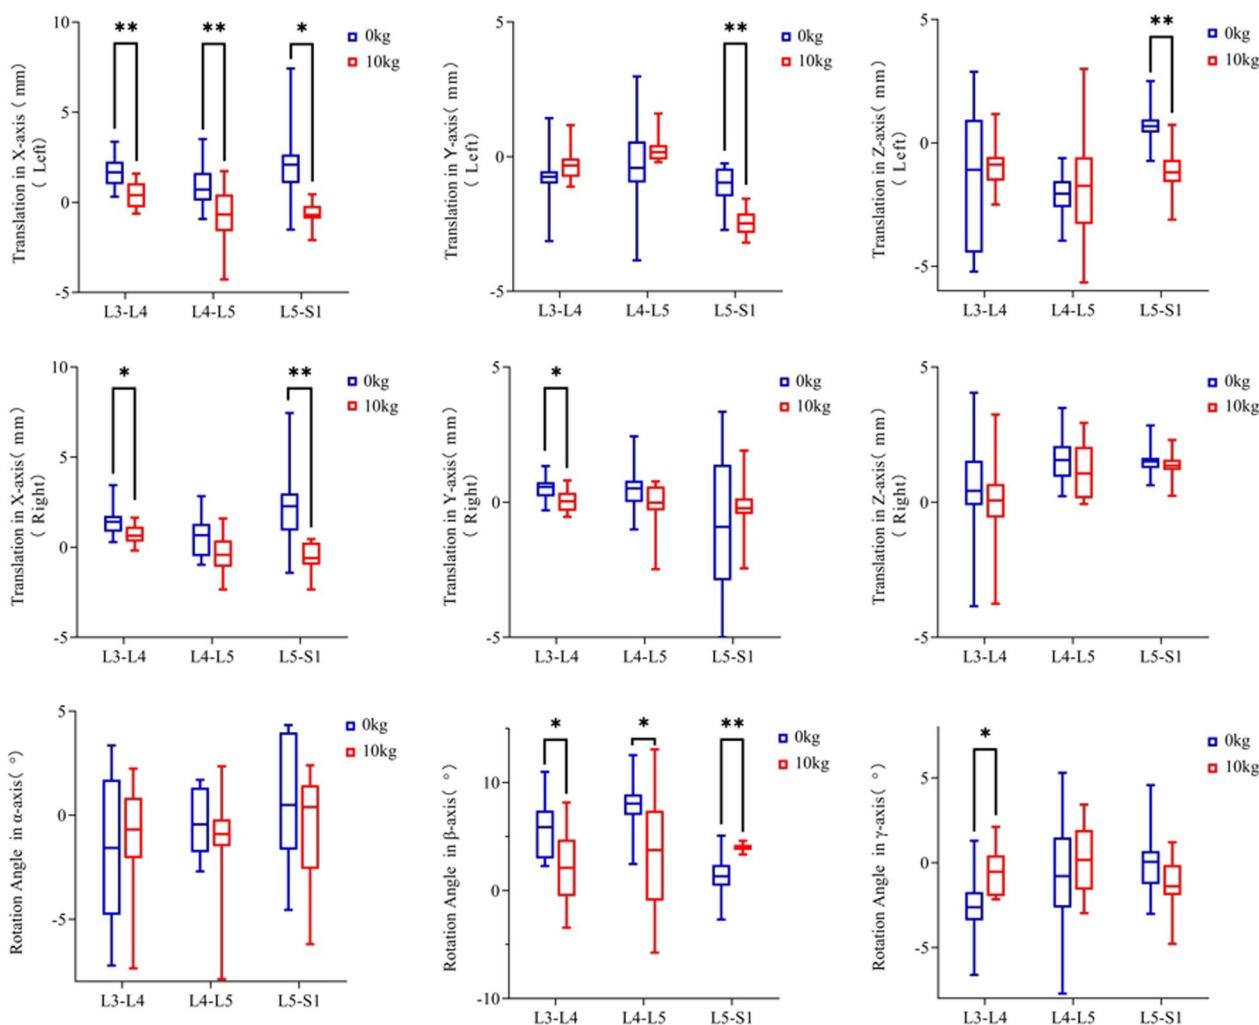 Translation in X-axis( mm)
( Left)
10
5
0
-5
** ** *
0kg
10kg
L3-L4 L4-L5 L5-S1
Translation in Y-axis( mm)
( Left)
5
0
-5
**
0kg
10kg
L3-L4 L4-L5 L5-S1
Translation in Z-axis( mm)
( Left)
5
0
-5
**
0kg
10kg
L3-L4 L4-L5 L5-S1
Translation in X-axis( mm)
( Right)
10
5
0
-5
* **
0kg
10kg
L3-L4 L4-L5 L5-S1
Translation in Y-axis( mm)
( Right)
5
0
-5
*
0kg
10kg
L3-L4 L4-L5 L5-S1
Translation in Z-axis( mm)
( Right)
5
0
-5
0kg
10kg
L3-L4 L4-L5 L5-S1
Rotation Angle in α-axis( °)
5
0
-5
0kg
10kg
L3-L4 L4-L5 L5-S1
Rotation Angle in β-axis( °)
10
0
-10
* * **
0kg
10kg
L3-L4 L4-L5 L5-S1
Rotation Angle in γ-axis( °)
5
0
-5
*
0kg
10kg
L3-L4 L4-L5 L5-S1